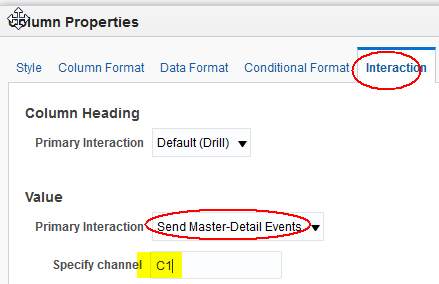 Column Properties
Style Column Format Data Format Conditional Format Interaction
Column Heading
Primary Interaction Default (Drill)
Value
Primary Interaction Send Master-Detail Events
Specify channel C1